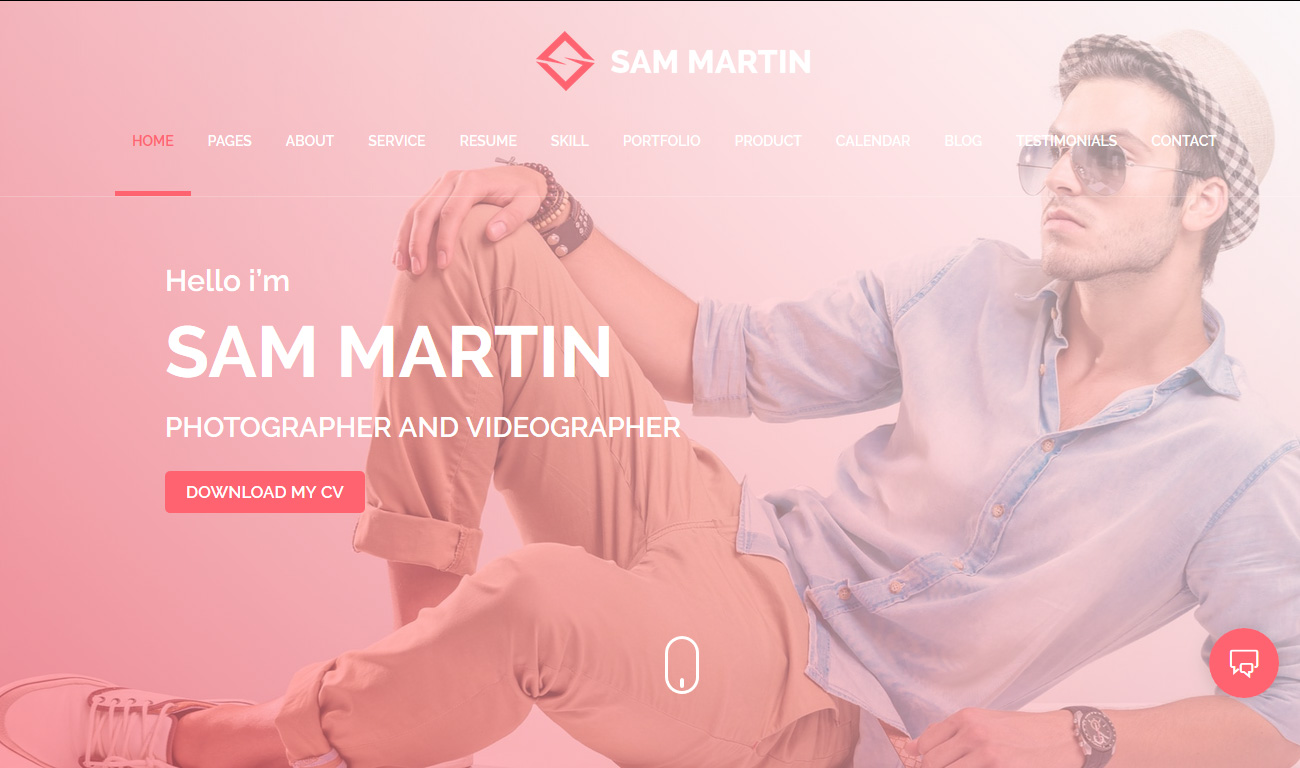 SAM MARTIN
HOME PAGES ABOUT SERVICE RESUME SKILL PORTFOLIO PRODUCT CALENDAR BLOG TESTIMONIALS CONTACT
Hello i’m
SAM MARTIN
PHOTOGRAPHER AND VIDEOGRAPHER
DOWNLOAD MY CV